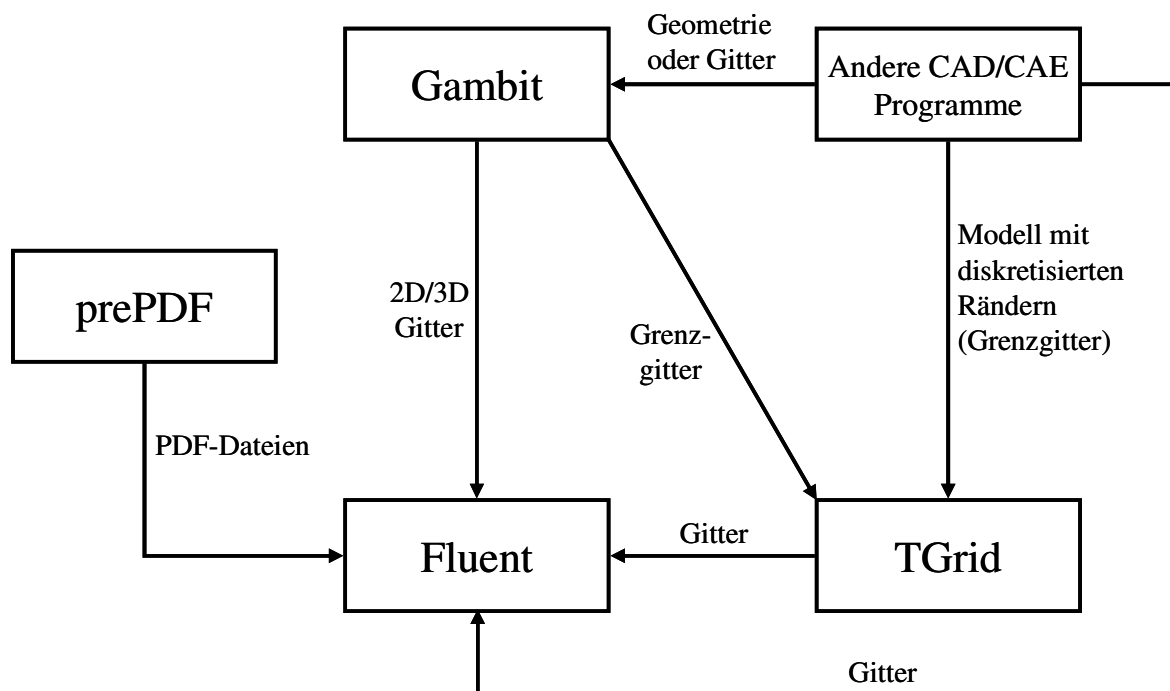 Geometrie
oder Gitter
Gambit
Andere CAD/CAE
Programme
prePDF
2D/3D
Gitter
Grenz-
gitter
Modell mit
diskretisierten
Rändern
(Grenzgitter)
PDF-Dateien
Fluent
Gitter
TGrid
Gitter